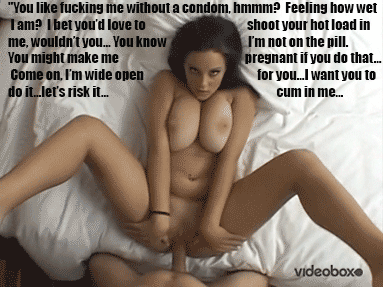 "You like fucking me without a condom, hmmm? Feeling how wet
I am? I bet you'd love to shoot your hot load in
me, wouldn't you... You know I'm not on the pill.
You might make me pregnant if you do that...
Come on, I'm wide open for you...I want you to
do it...let's risk it... cum in me...
videobox